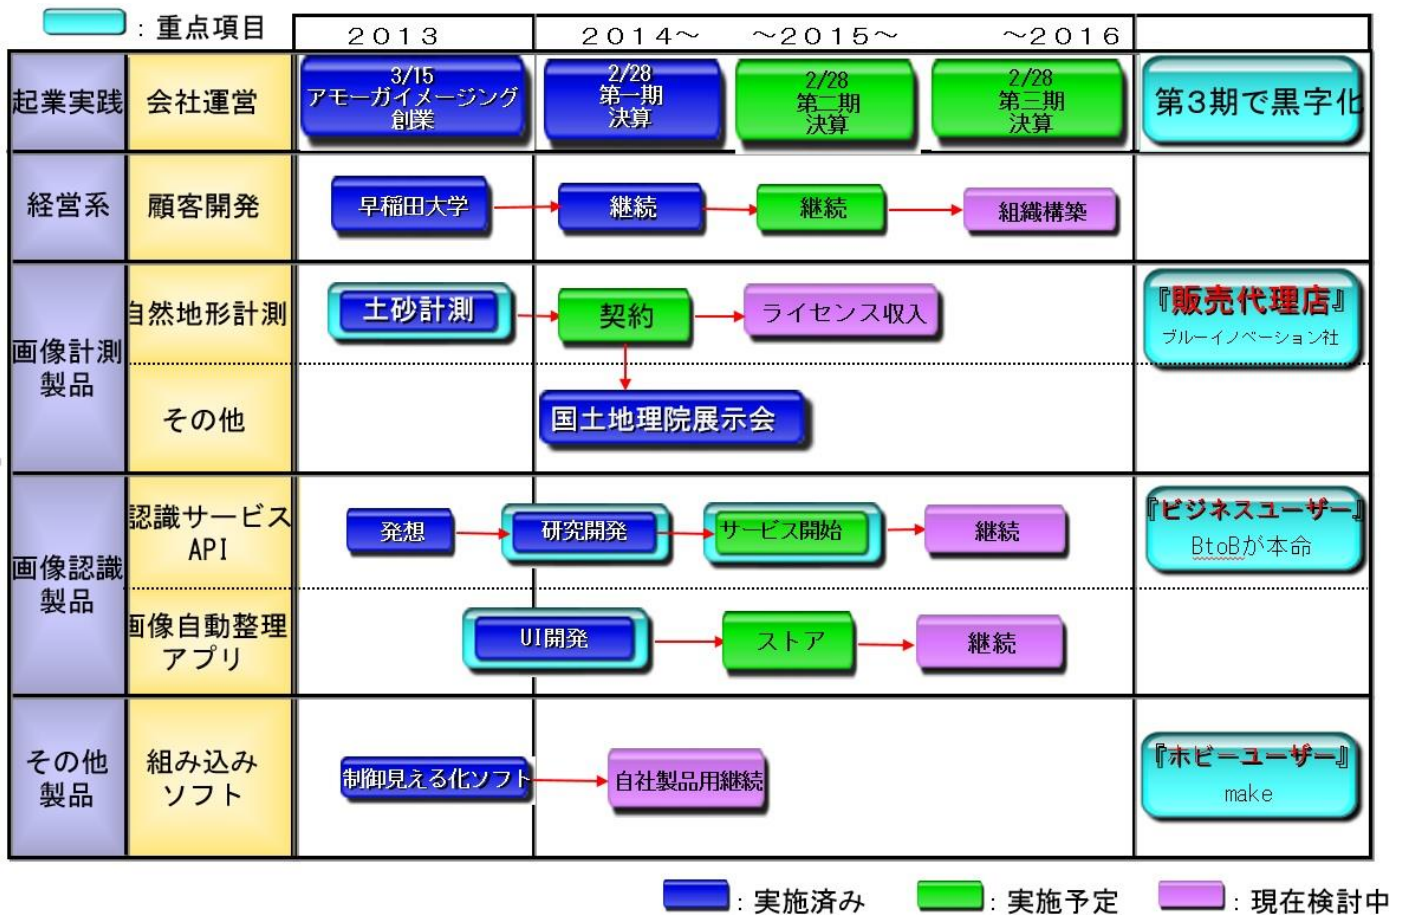 ：重点項目
２０１３
２０１４～
～２０１５～
～２０１６
起業実践
会社運営
3/15
アモーガイメージング
創業
2/28
第一期
決算
2/28
第二期
決算
2/28
第三期
決算
第３期で黒字化
経営系
顧客開発
早稲田大学
継続
継続
組織構築
画像計測
製品
自然地形計測
土砂計測
契約
ライセンス収入
『販売代理店』
ブルーイノベーション社
その他
国土地理院展示会
画像認識
製品
認識サービス
API
発想
研究開発
サービス開始
継続
『ビジネスユーザー』
BtoBが本命
画像自動整理
アプリ
UI開発
ストア
継続
その他
製品
組み込み
ソフト
制御見える化ソフト
自社製品用継続
『ホビーユーザー』
make
：実施済み
：実施予定
：現在検討中